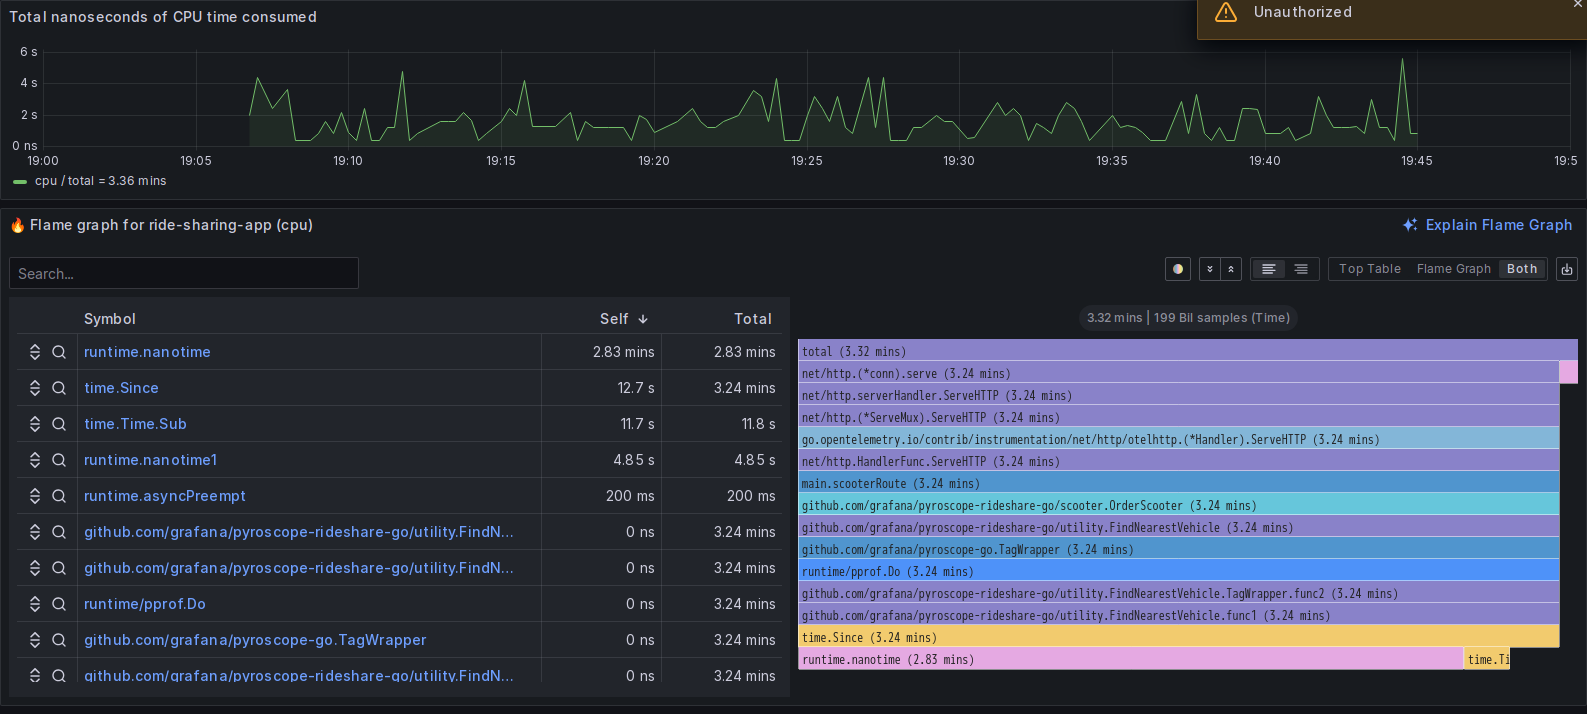 Total nanoseconds of CPU time consumed
Unauthorized
6 s
4 s
2 s
0 ns
19:00 19:05 19:10 19:15 19:20 19:25 19:30 19:35 19:40 19:45 19:5
cpu / total = 3.36 mins
🔥 Flame graph for ride-sharing-app (cpu)
Explain Flame Graph
Search...
Top Table Flame Graph Both
Symbol Self Total
runtime.nanotime 2.83 mins 2.83 mins
time.Since 12.7 s 3.24 mins
time.Time.Sub 11.7 s 11.8 s
runtime.nanotime1 4.85 s 4.85 s
runtime.asyncPreempt 200 ms 200 ms
github.com/grafana/pyroscope-rideshare-go/utility.FindN... 0 ns 3.24 mins
github.com/grafana/pyroscope-rideshare-go/utility.FindN... 0 ns 3.24 mins
runtime/pprof.Do 0 ns 3.24 mins
github.com/grafana/pyroscope-go.TagWrapper 0 ns 3.24 mins
github.com/grafana/pyroscope-rideshare-go/utility.FindN... 0 ns 3.24 mins
3.32 mins | 199 Bil samples (Time)
total (3.32 mins)
net/http.(*conn).serve (3.24 mins)
net/http.serverHandler.ServeHTTP (3.24 mins)
net/http.(*ServeMux).ServeHTTP (3.24 mins)
go.opentelemetry.io/contrib/instrumentation/net/http/otelhttp.(*Handler).ServeHTTP (3.24 mins)
net/http.HandlerFunc.ServeHTTP (3.24 mins)
main.scooterRoute (3.24 mins)
github.com/grafana/pyroscope-rideshare-go/scooter.OrderScooter (3.24 mins)
github.com/grafana/pyroscope-rideshare-go/utility.FindNearestVehicle (3.24 mins)
github.com/grafana/pyroscope-go.TagWrapper (3.24 mins)
runtime/pprof.Do (3.24 mins)
github.com/grafana/pyroscope-rideshare-go/utility.FindNearestVehicle.TagWrapper.func2 (3.24 mins)
github.com/grafana/pyroscope-rideshare-go/utility.FindNearestVehicle.func1 (3.24 mins)
time.Since (3.24 mins)
runtime.nanotime (2.83 mins) time.Ti